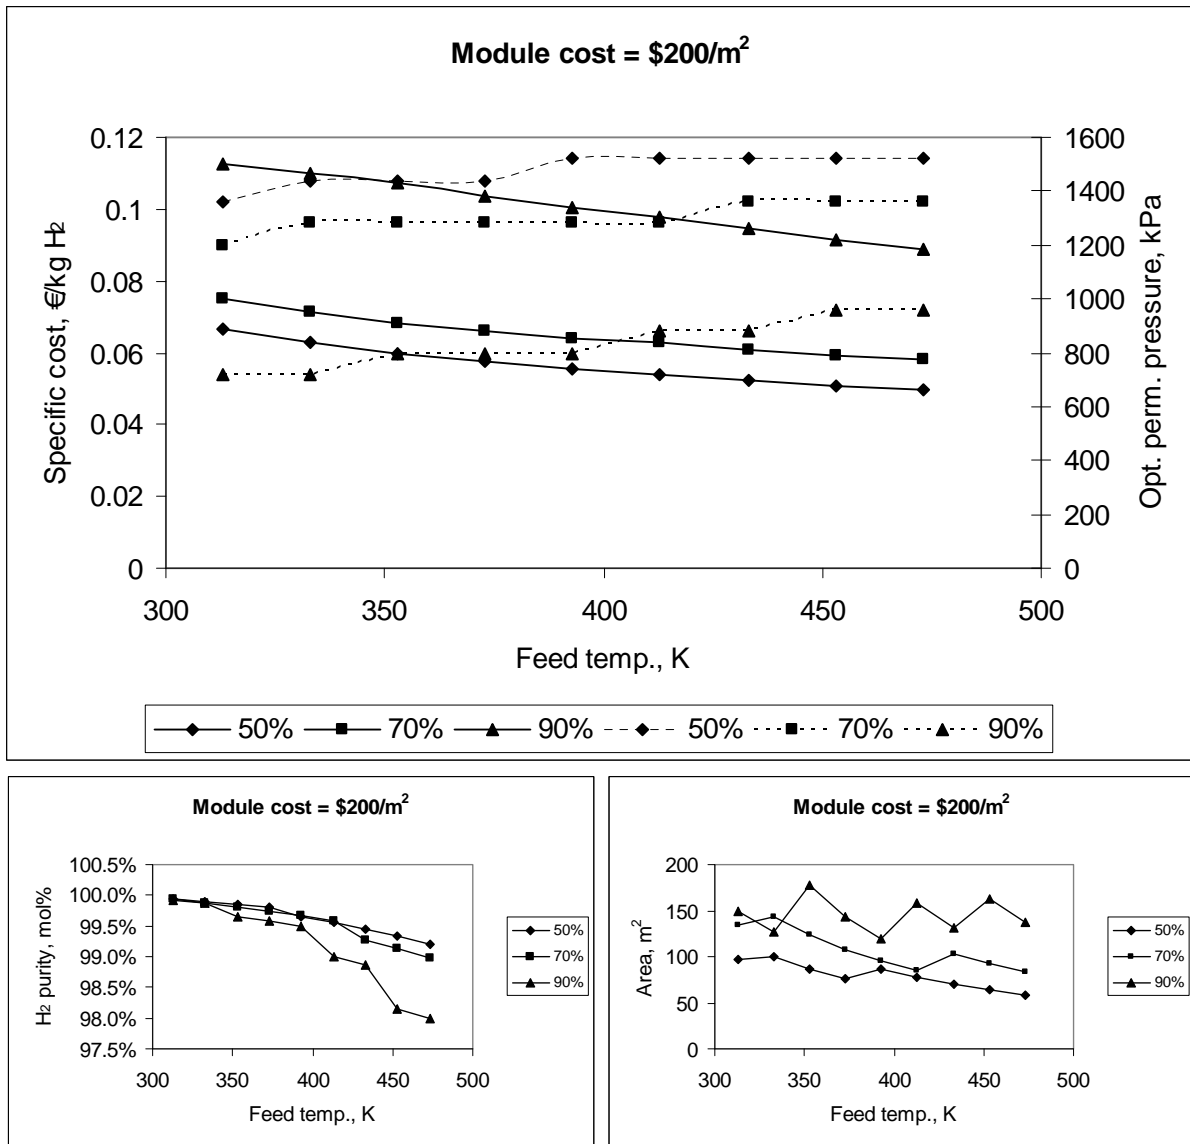 Module cost = $200/m²
0.12
0.1
0.08
0.06
0.04
0.02
0
Specific cost, €/kg H₂
1600
1400
1200
1000
800
600
400
200
0
Opt. perm. pressure, kPa
300 350 400 450 500
Feed temp., K
50% 70% 90% 50% 70% 90%
Module cost = $200/m²
100.5%
100.0%
99.5%
99.0%
98.5%
98.0%
97.5%
H₂ purity, mol%
300 350 400 450 500
Feed temp., K
50%
70%
90%
Module cost = $200/m²
200
150
100
50
0
Area, m²
300 350 400 450 500
Feed temp., K
50%
70%
90%